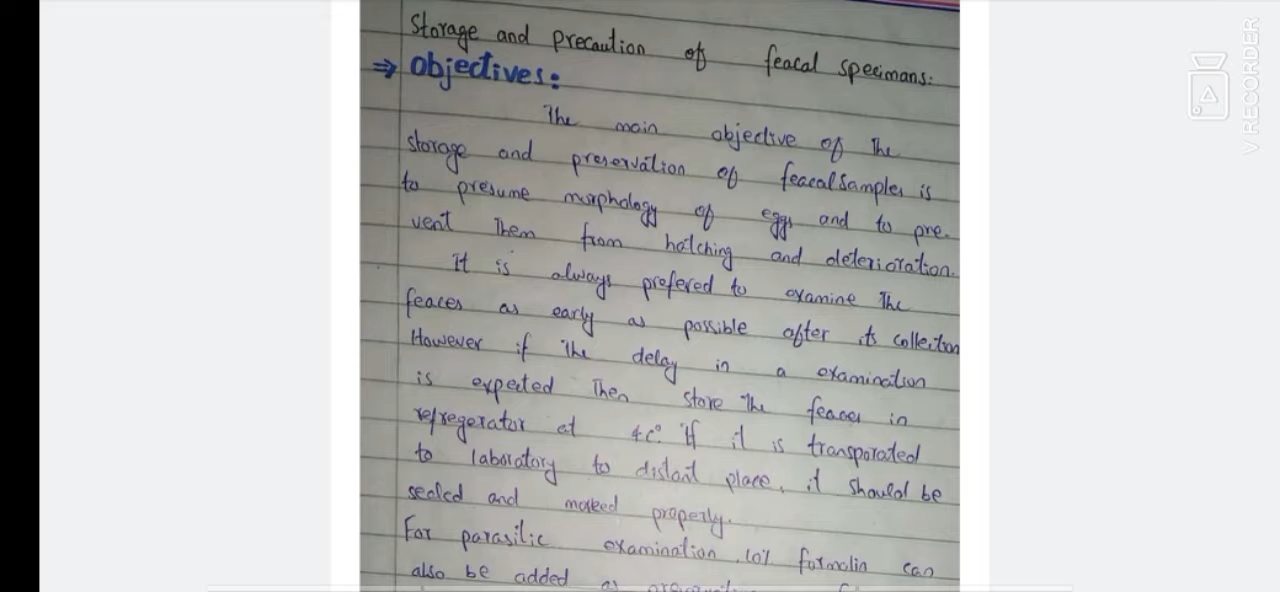 Storage and precaution of feacal specimans:
⇒ Objectives:
The main objective of the
storage and preservation of feacal samples is
to presume morphology of eggs and to pre-
vent them from hatching and deterioration.
It is always prefered to examine the
feaces as early as possible after its collection
However if the delay in a examination
is expected then store the feaces in
refregerator at 4c° If it is transporated
to laboratory to distant place, it should be
sealed and marked properly.
For parasitic examination 10% formalin can
also be added as
V RECORDER